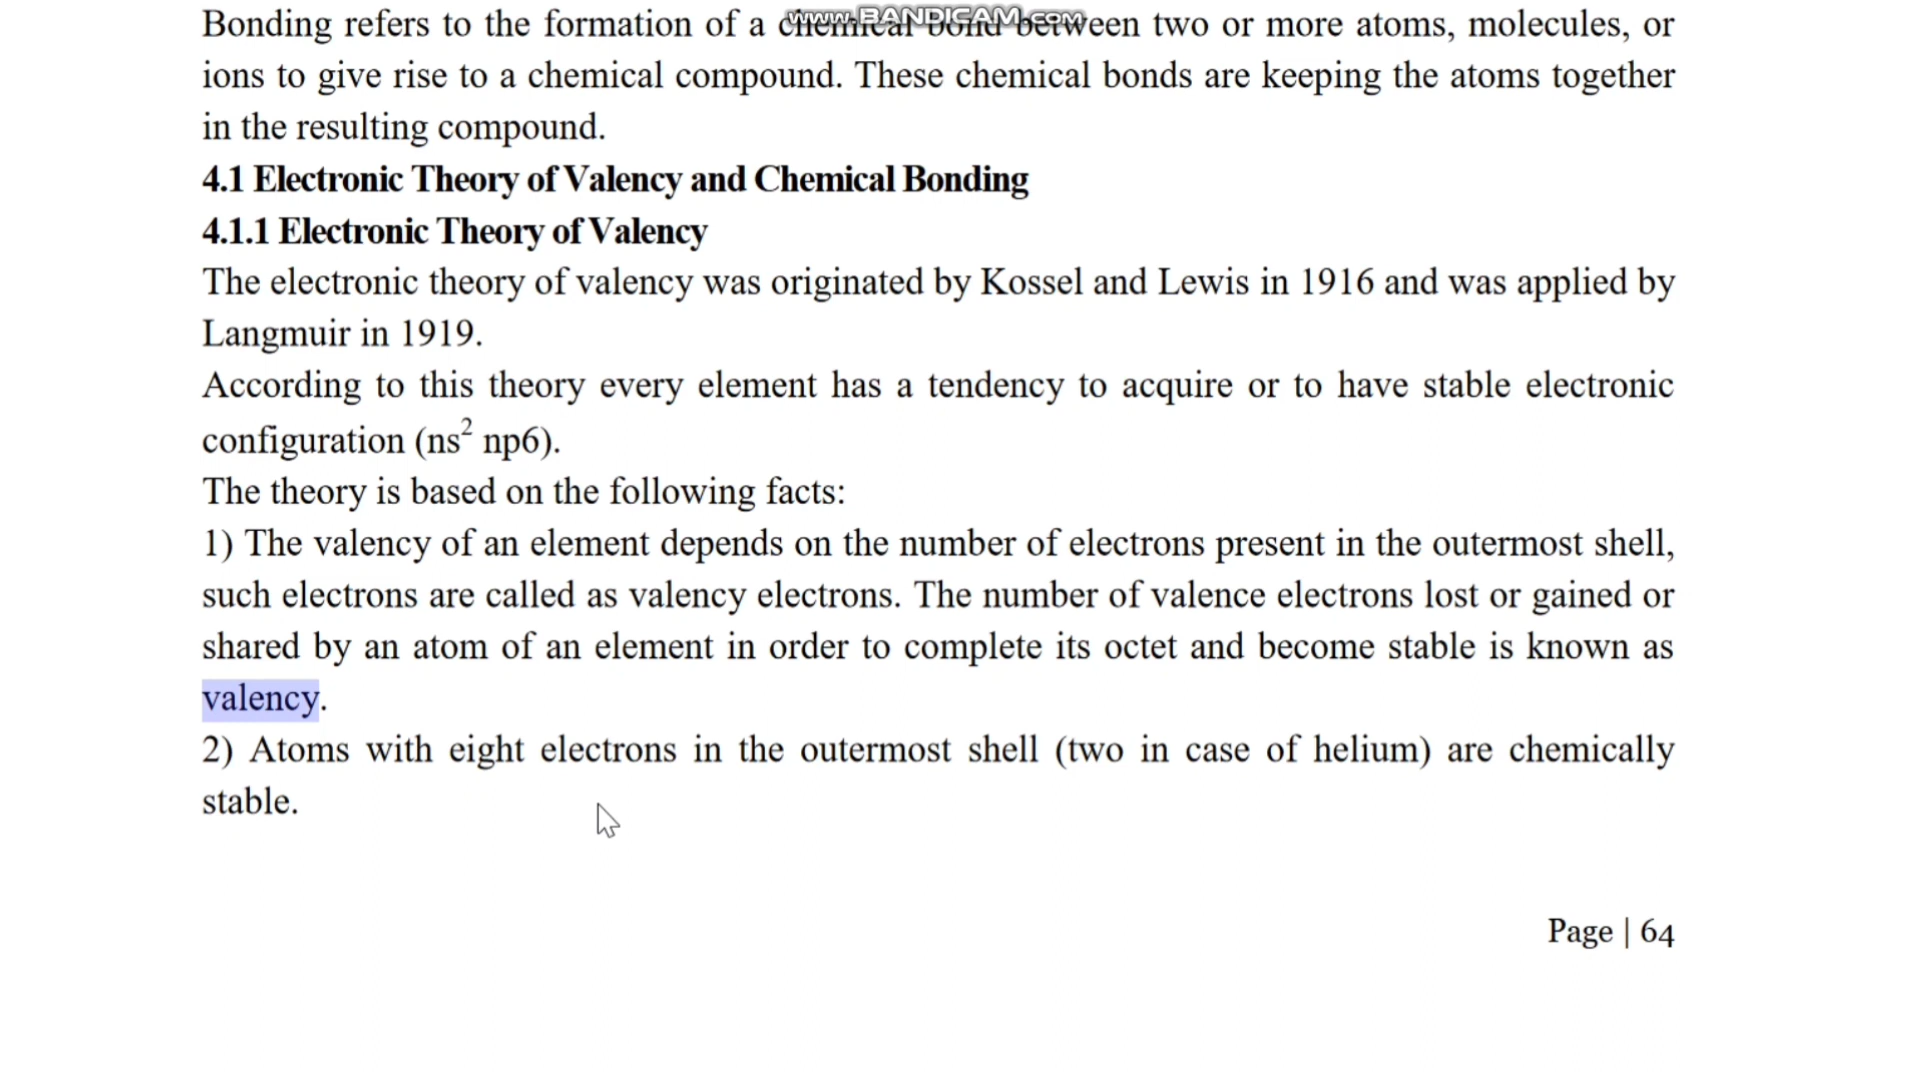 www.BANDICAM.com
Bonding refers to the formation of a chemical bond between two or more atoms, molecules, or
ions to give rise to a chemical compound. These chemical bonds are keeping the atoms together
in the resulting compound.
4.1 Electronic Theory of Valency and Chemical Bonding
4.1.1 Electronic Theory of Valency
The electronic theory of valency was originated by Kossel and Lewis in 1916 and was applied by
Langmuir in 1919.
According to this theory every element has a tendency to acquire or to have stable electronic
configuration (ns² np6).
The theory is based on the following facts:
1) The valency of an element depends on the number of electrons present in the outermost shell,
such electrons are called as valency electrons. The number of valence electrons lost or gained or
shared by an atom of an element in order to complete its octet and become stable is known as
valency.
2) Atoms with eight electrons in the outermost shell (two in case of helium) are chemically
stable.
Page | 64